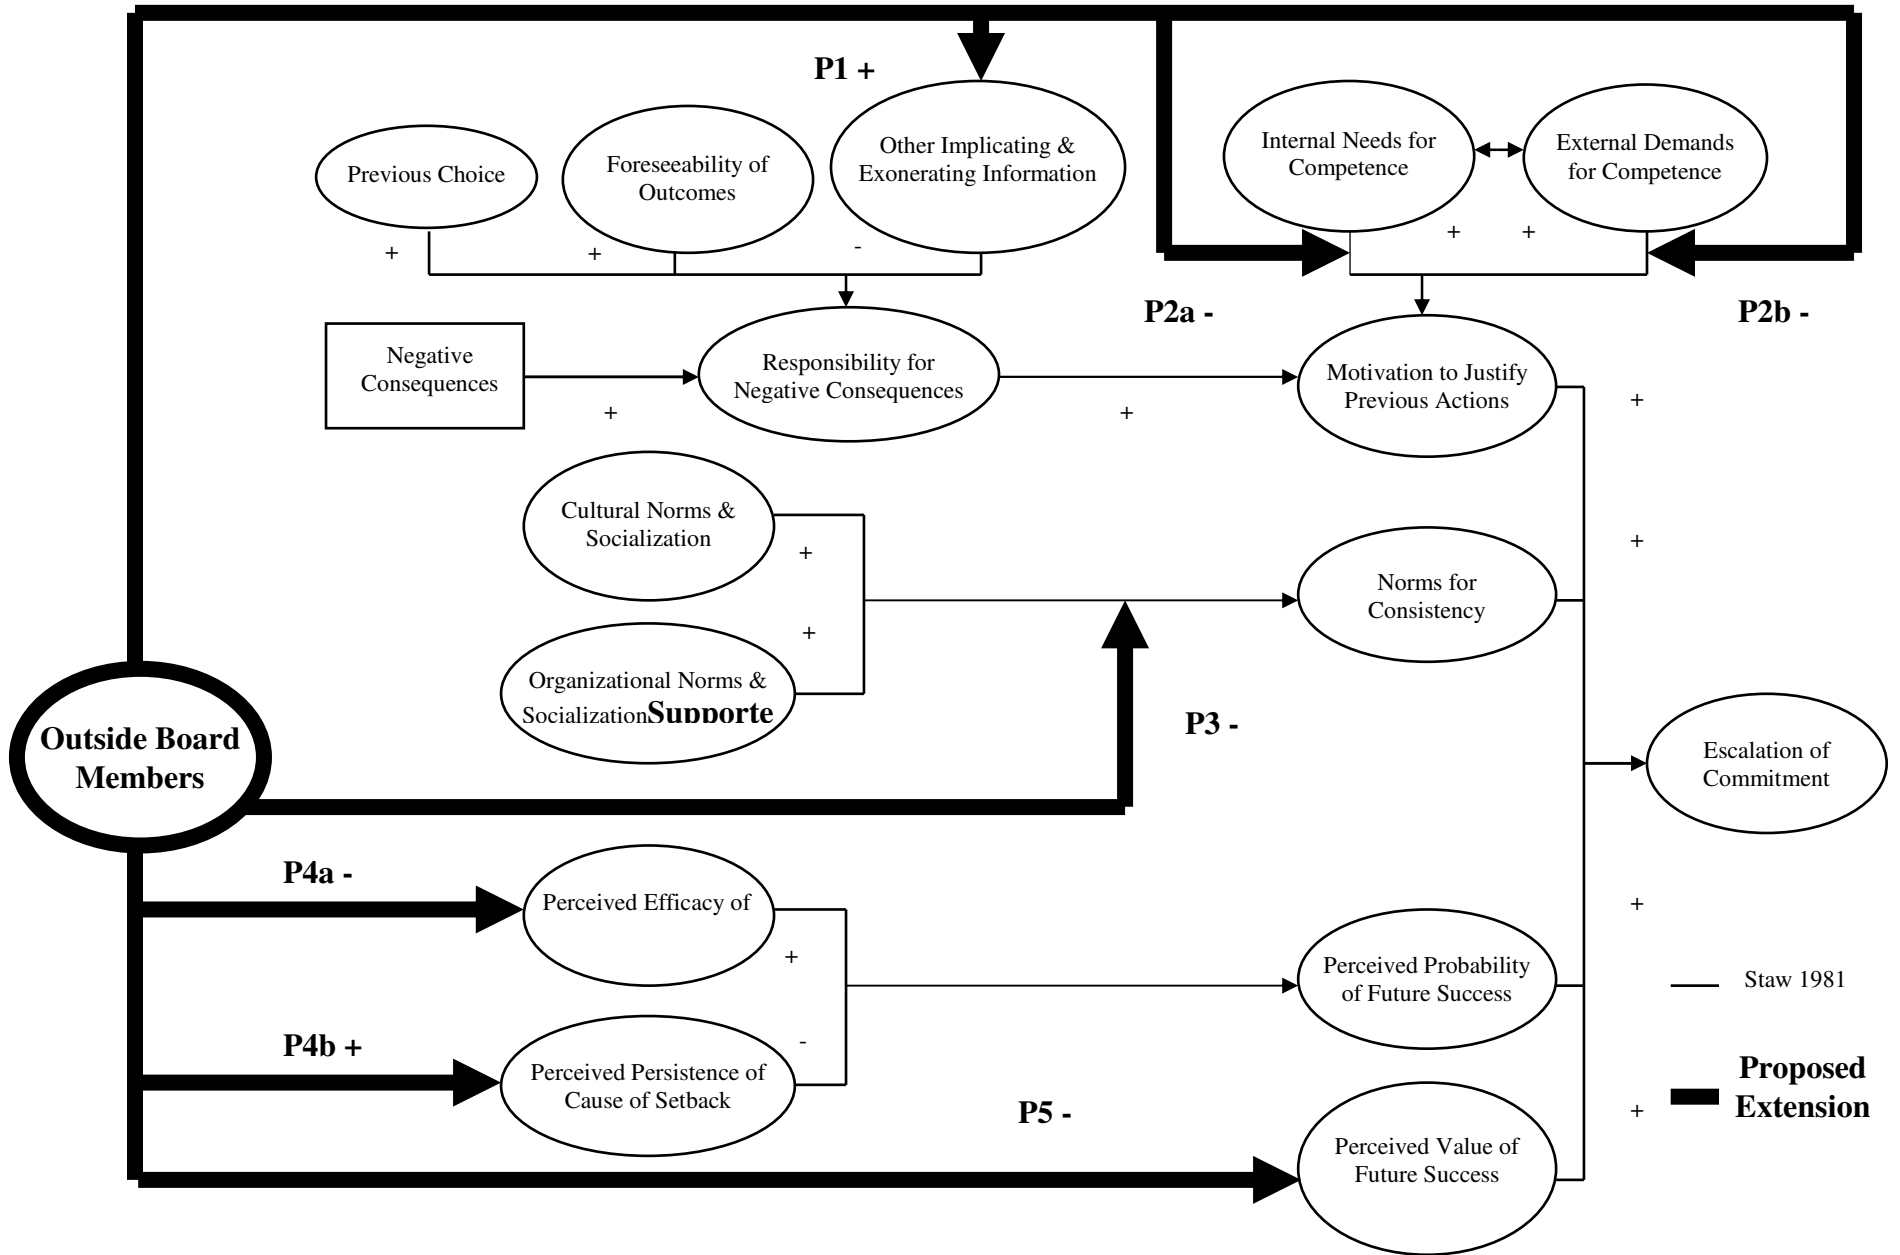 P1 +
Previous Choice
Foreseeability of
Outcomes
Other Implicating &
Exonerating Information
Internal Needs for
Competence
External Demands
for Competence
+
+
-
+
+
P2a -
P2b -
Negative
Consequences
+
Responsibility for
Negative Consequences
+
Motivation to Justify
Previous Actions
+
Cultural Norms &
Socialization
+
+
Organizational Norms &
SocializationSupporte
Norms for
Consistency
+
P3 -
Outside Board
Members
Escalation of
Commitment
P4a -
Perceived Efficacy of
+
P4b +
Perceived Persistence of
Cause of Setback
-
Perceived Probability
of Future Success
+
P5 -
Perceived Value of
Future Success
+
Staw 1981
Proposed
Extension